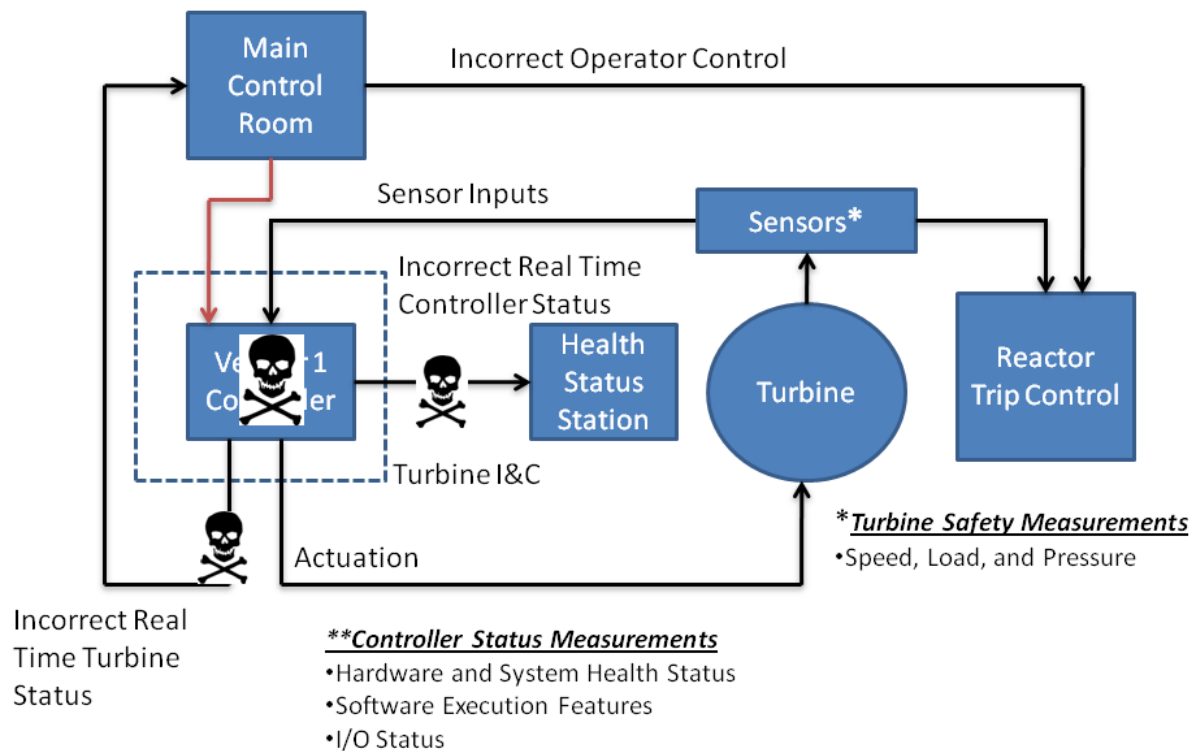 Main
Control
Room
Incorrect Operator Control
Sensor Inputs
Sensors*
Incorrect Real Time
Controller Status
1
Health
Status
Station
Turbine
Reactor
Trip Control
Turbine I&C
*Turbine Safety Measurements
•Speed, Load, and Pressure
Actuation
Incorrect Real
Time Turbine
Status
**Controller Status Measurements
•Hardware and System Health Status
•Software Execution Features
•I/O Status